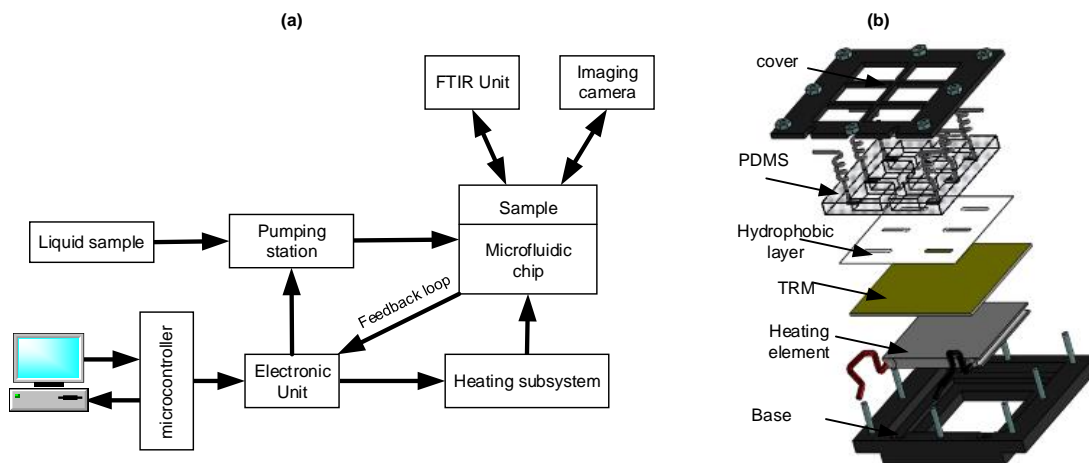 (a)
FTIR Unit
Imaging
camera
Sample
Microfluidic
chip
Liquid sample
Pumping
station
Feedback loop
microcontroller
Electronic
Unit
Heating subsystem
(b)
cover
PDMS
Hydrophobic
layer
TRM
Heating
element
Base